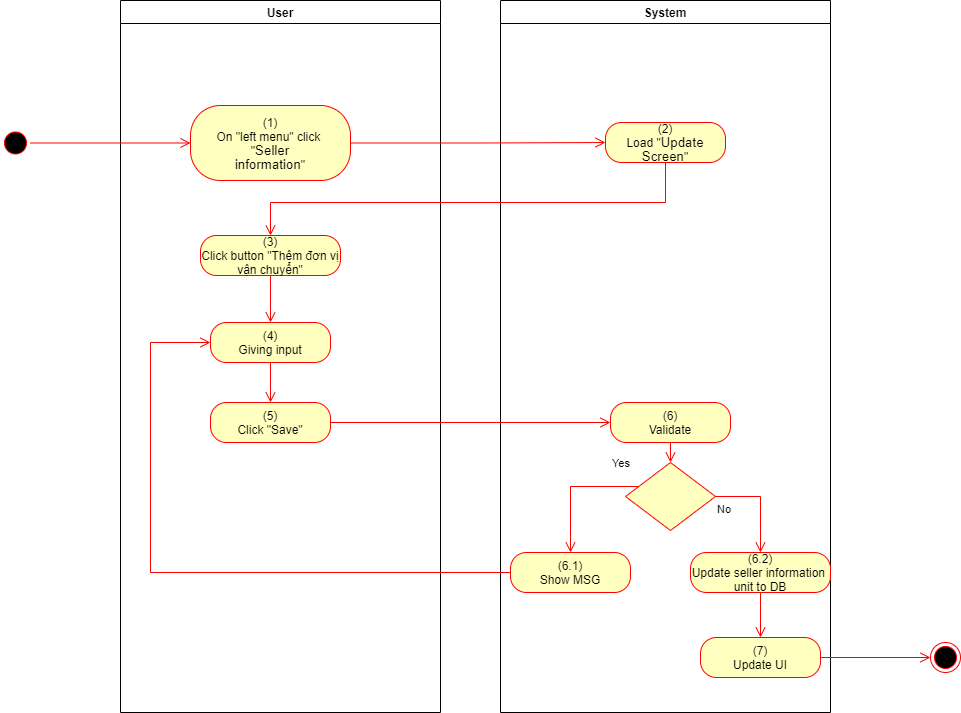 User
System
(1)
On "left menu" click
"Seller
information"
(2)
Load "Update
Screen"
(3)
Click button "Thêm đơn vị
vân chuyển"
(4)
Giving input
(5)
Click "Save"
(6)
Validate
Yes
No
(6.1)
Show MSG
(6.2)
Update seller information
unit to DB
(7)
Update UI